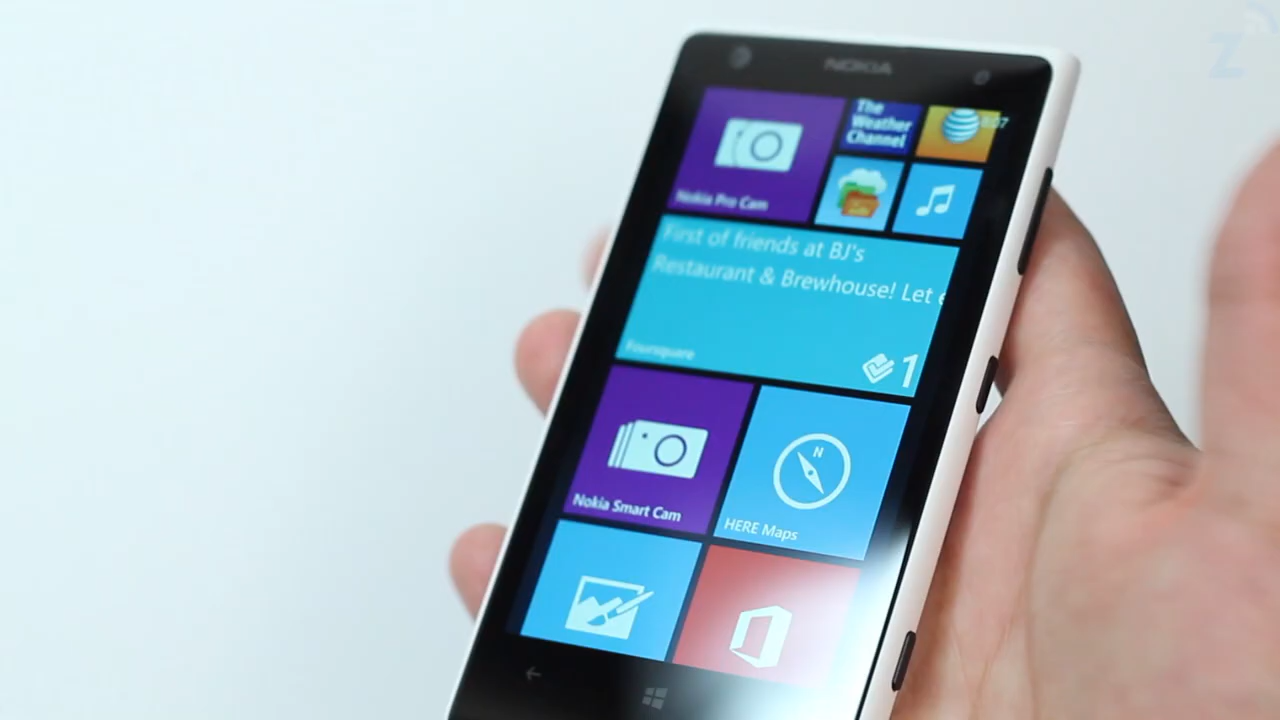 NOKIA
The
Weather
Channel
Nokia Pro Cam
First of friends at BJ's
Restaurant & Brewhouse! Let e
Foursquare
1
Nokia Smart Cam
N
HERE Maps
Z